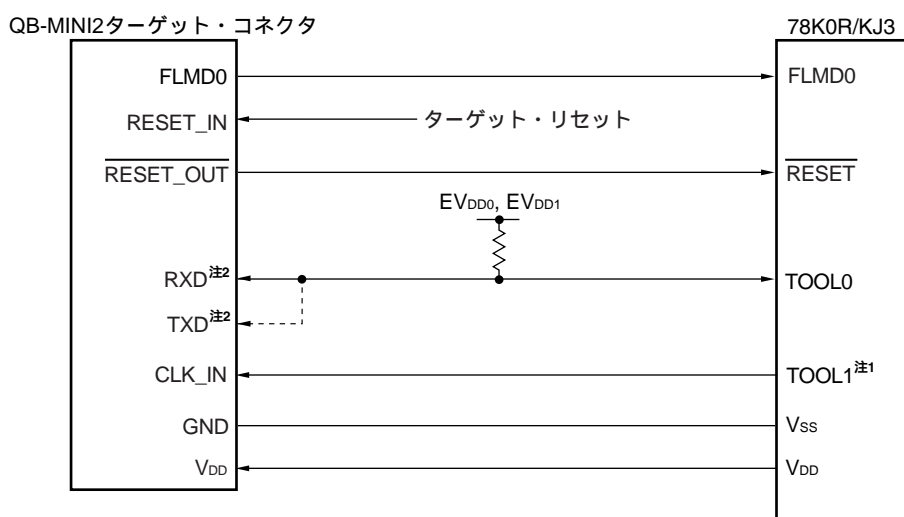 QB-MINI2ターゲット・コネクタ
78K0R/KJ3
FLMD0
FLMD0
RESET_IN
ターゲット・リセット
RESET_OUT
RESET
EVDD0, EVDD1
RXD注2
TOOL0
TXD注2
CLK_IN
TOOL1注1
GND
VSS
VDD
VDD